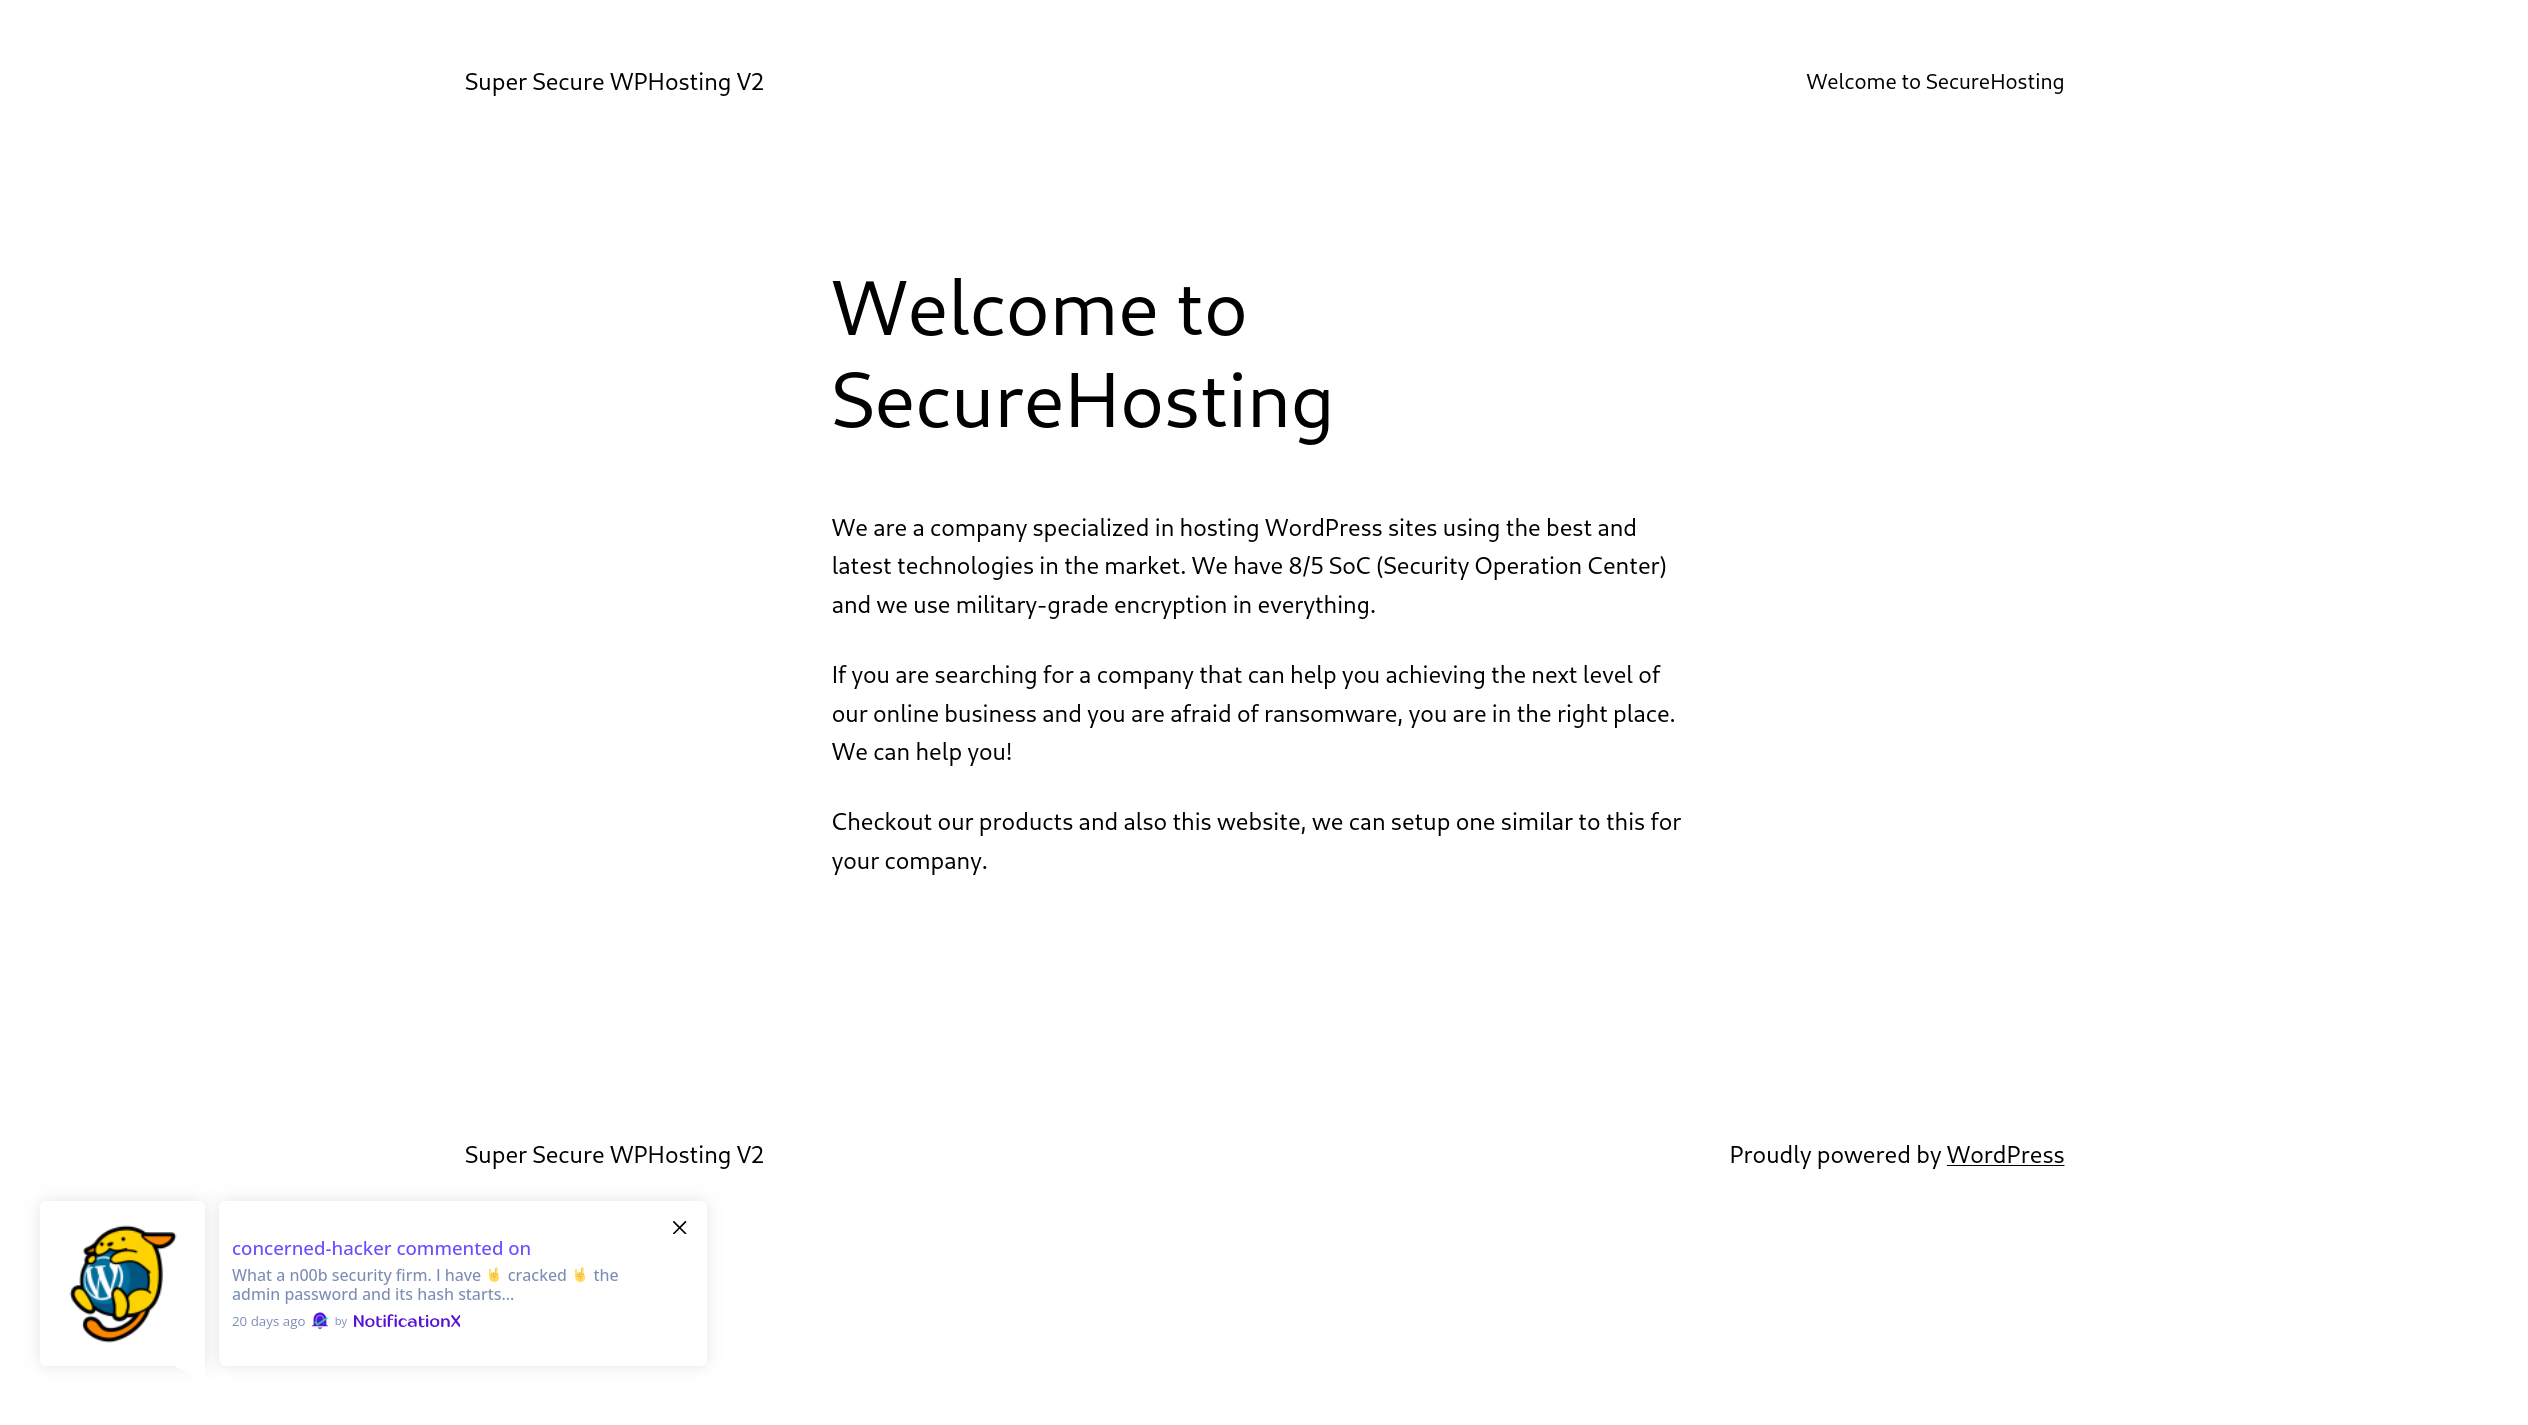 Super Secure WPHosting V2
Welcome to SecureHosting
Welcome to
SecureHosting
We are a company specialized in hosting WordPress sites using the best and
latest technologies in the market. We have 8/5 SoC (Security Operation Center)
and we use military-grade encryption in everything.
If you are searching for a company that can help you achieving the next level of
our online business and you are afraid of ransomware, you are in the right place.
We can help you!
Checkout our products and also this website, we can setup one similar to this for
your company.
Super Secure WPHosting V2
Proudly powered by WordPress
concerned-hacker commented on
What a n00b security firm. I have 🤘 cracked 🤘 the
admin password and its hash starts...
20 days ago by NotificationX